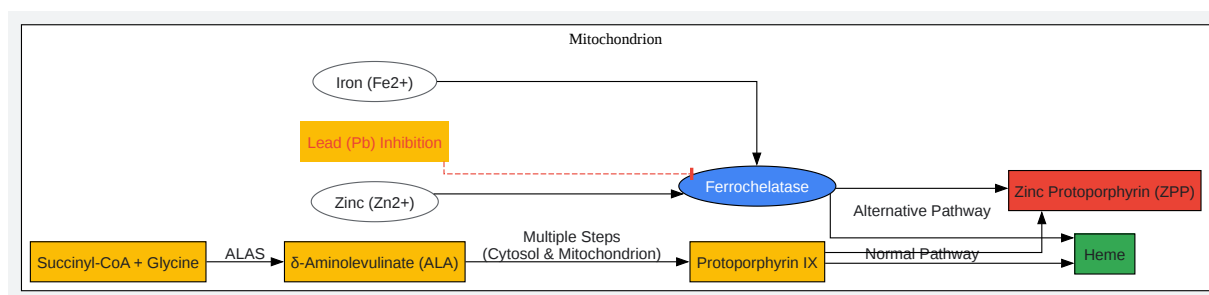 Mitochondrion
Iron (Fe2+)
Lead (Pb) Inhibition
Zinc (Zn2+)
Ferrochelatase
Zinc Protoporphyrin (ZPP)
Alternative Pathway
Succinyl-CoA + Glycine
ALAS
δ-Aminolevulinate (ALA)
Multiple Steps
(Cytosol & Mitochondrion)
Protoporphyrin IX
Normal Pathway
Heme